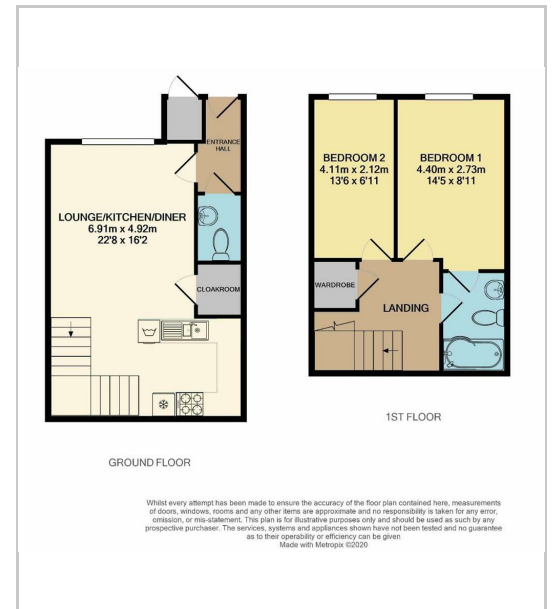 ENTRANCE
HALL
LOUNGE/KITCHEN/DINER
6.91m x 4.92m
22'8 x 16'2
CLOAKROOM
GROUND FLOOR
BEDROOM 2
4.11m x 2.12m
13'6 x 6'11
BEDROOM 1
4.40m x 2.73m
14'5 x 8'11
WARDROBE
LANDING
1ST FLOOR
Whilst every attempt has been made to ensure the accuracy of the floor plan contained here, measurements
of doors, windows, rooms and any other items are approximate and no responsibility is taken for any error,
omission, or mis-statement. This plan is for illustrative purposes only and should be used as such by any
prospective purchaser. The services, systems and appliances shown have not been tested and no guarantee
as to their operability or efficiency can be given
Made with Metropix ©2020